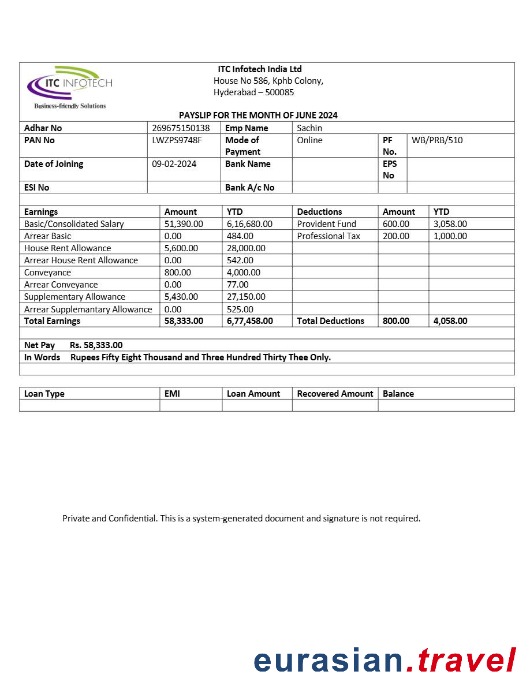 ITC INFOTECH
Business-friendly Solutions
ITC Infotech India Ltd
House No 586, Kphb Colony,
Hyderabad – 500085
PAYSLIP FOR THE MONTH OF JUNE 2024
Adhar No 269675150138 Emp Name Sachin
PAN No LWZPS9748F Mode of Payment Online PF No. WB/PRB/510
Date of Joining 09-02-2024 Bank Name EPS No
ESI No Bank A/c No
Earnings Amount YTD Deductions Amount YTD
Basic/Consolidated Salary 51,390.00 6,16,680.00 Provident Fund 600.00 3,058.00
Arrear Basic 0.00 484.00 Professional Tax 200.00 1,000.00
House Rent Allowance 5,600.00 28,000.00
Arrear House Rent Allowance 0.00 542.00
Conveyance 800.00 4,000.00
Arrear Conveyance 0.00 77.00
Supplementary Allowance 5,430.00 27,150.00
Arrear Supplemantary Allowance 0.00 525.00
Total Earnings 58,333.00 6,77,458.00 Total Deductions 800.00 4,058.00
Net Pay Rs. 58,333.00
In Words Rupees Fifty Eight Thousand and Three Hundred Thirty Thee Only.
Loan Type EMI Loan Amount Recovered Amount Balance
Private and Confidential. This is a system-generated document and signature is not required.
eurasian.travel